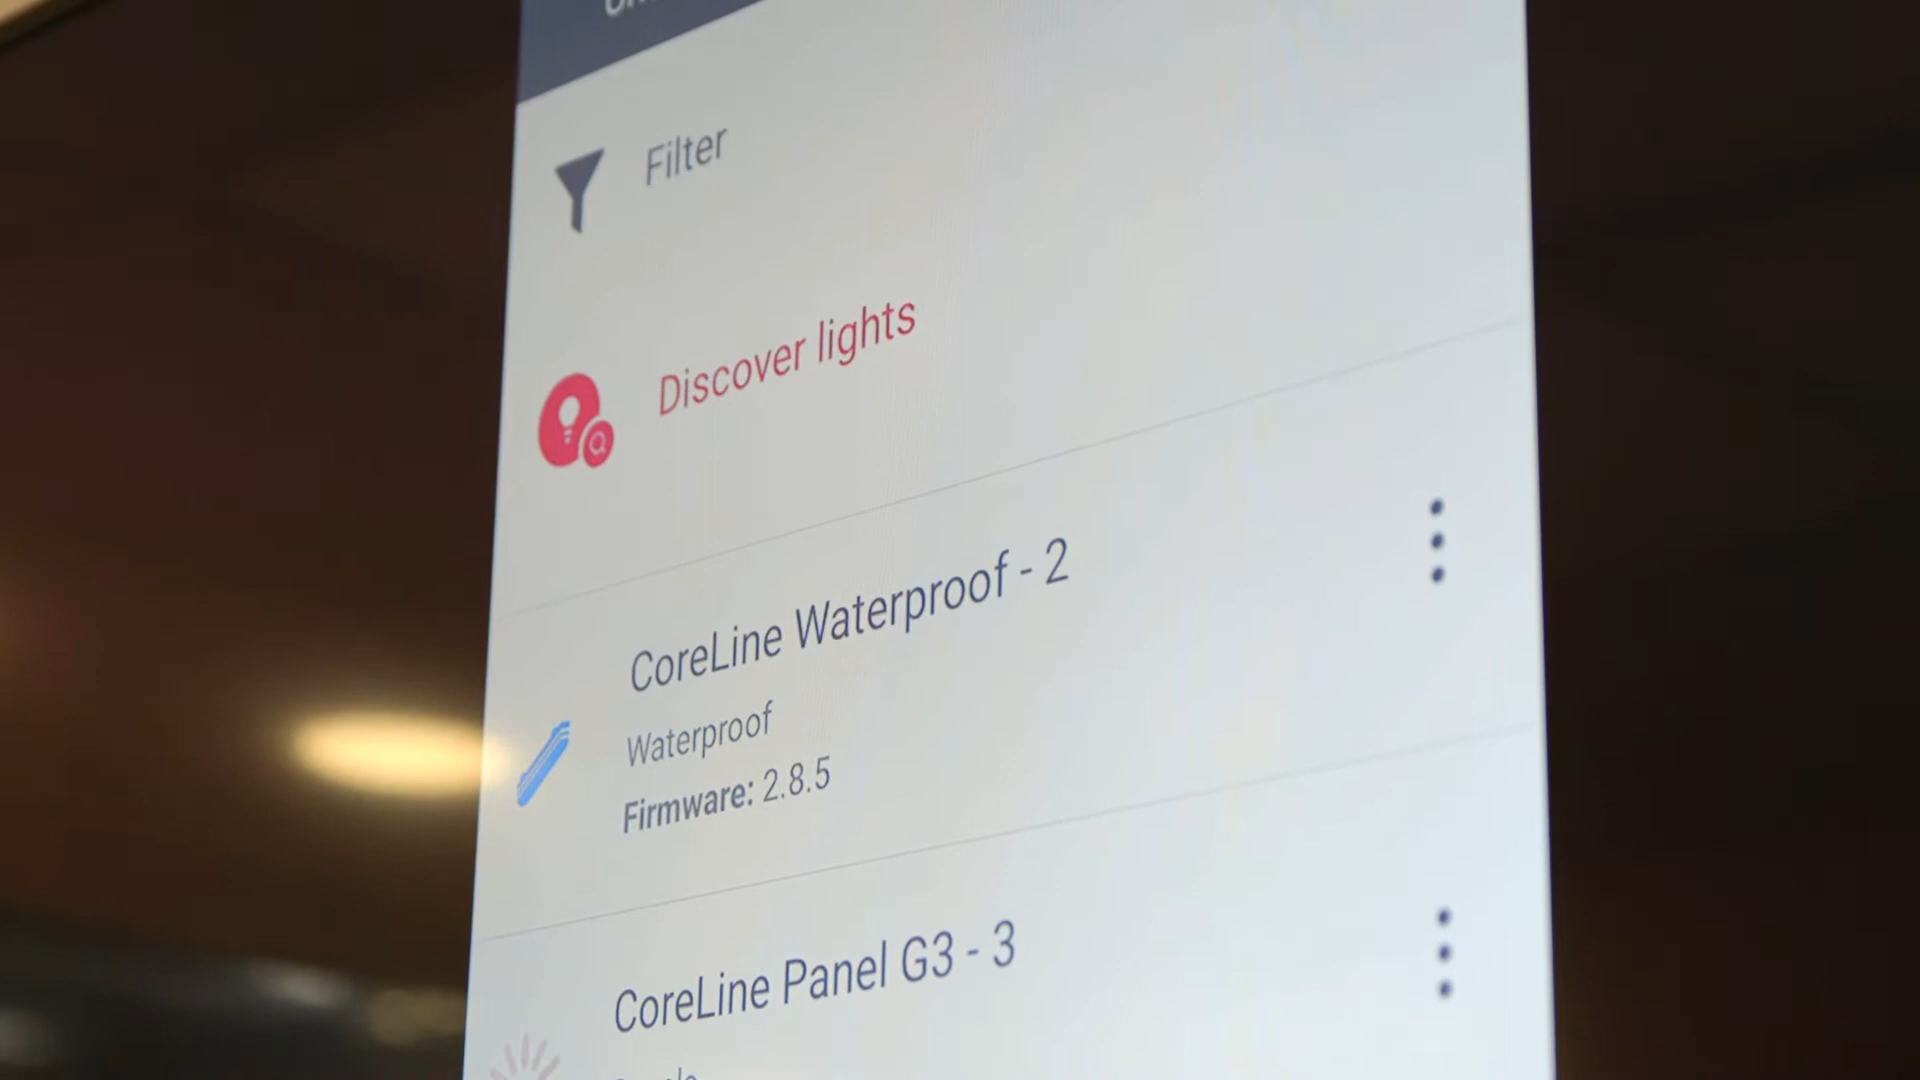 Filter
Discover lights
CoreLine Waterproof - 2
Waterproof
Firmware: 2.8.5
CoreLine Panel G3 - 3